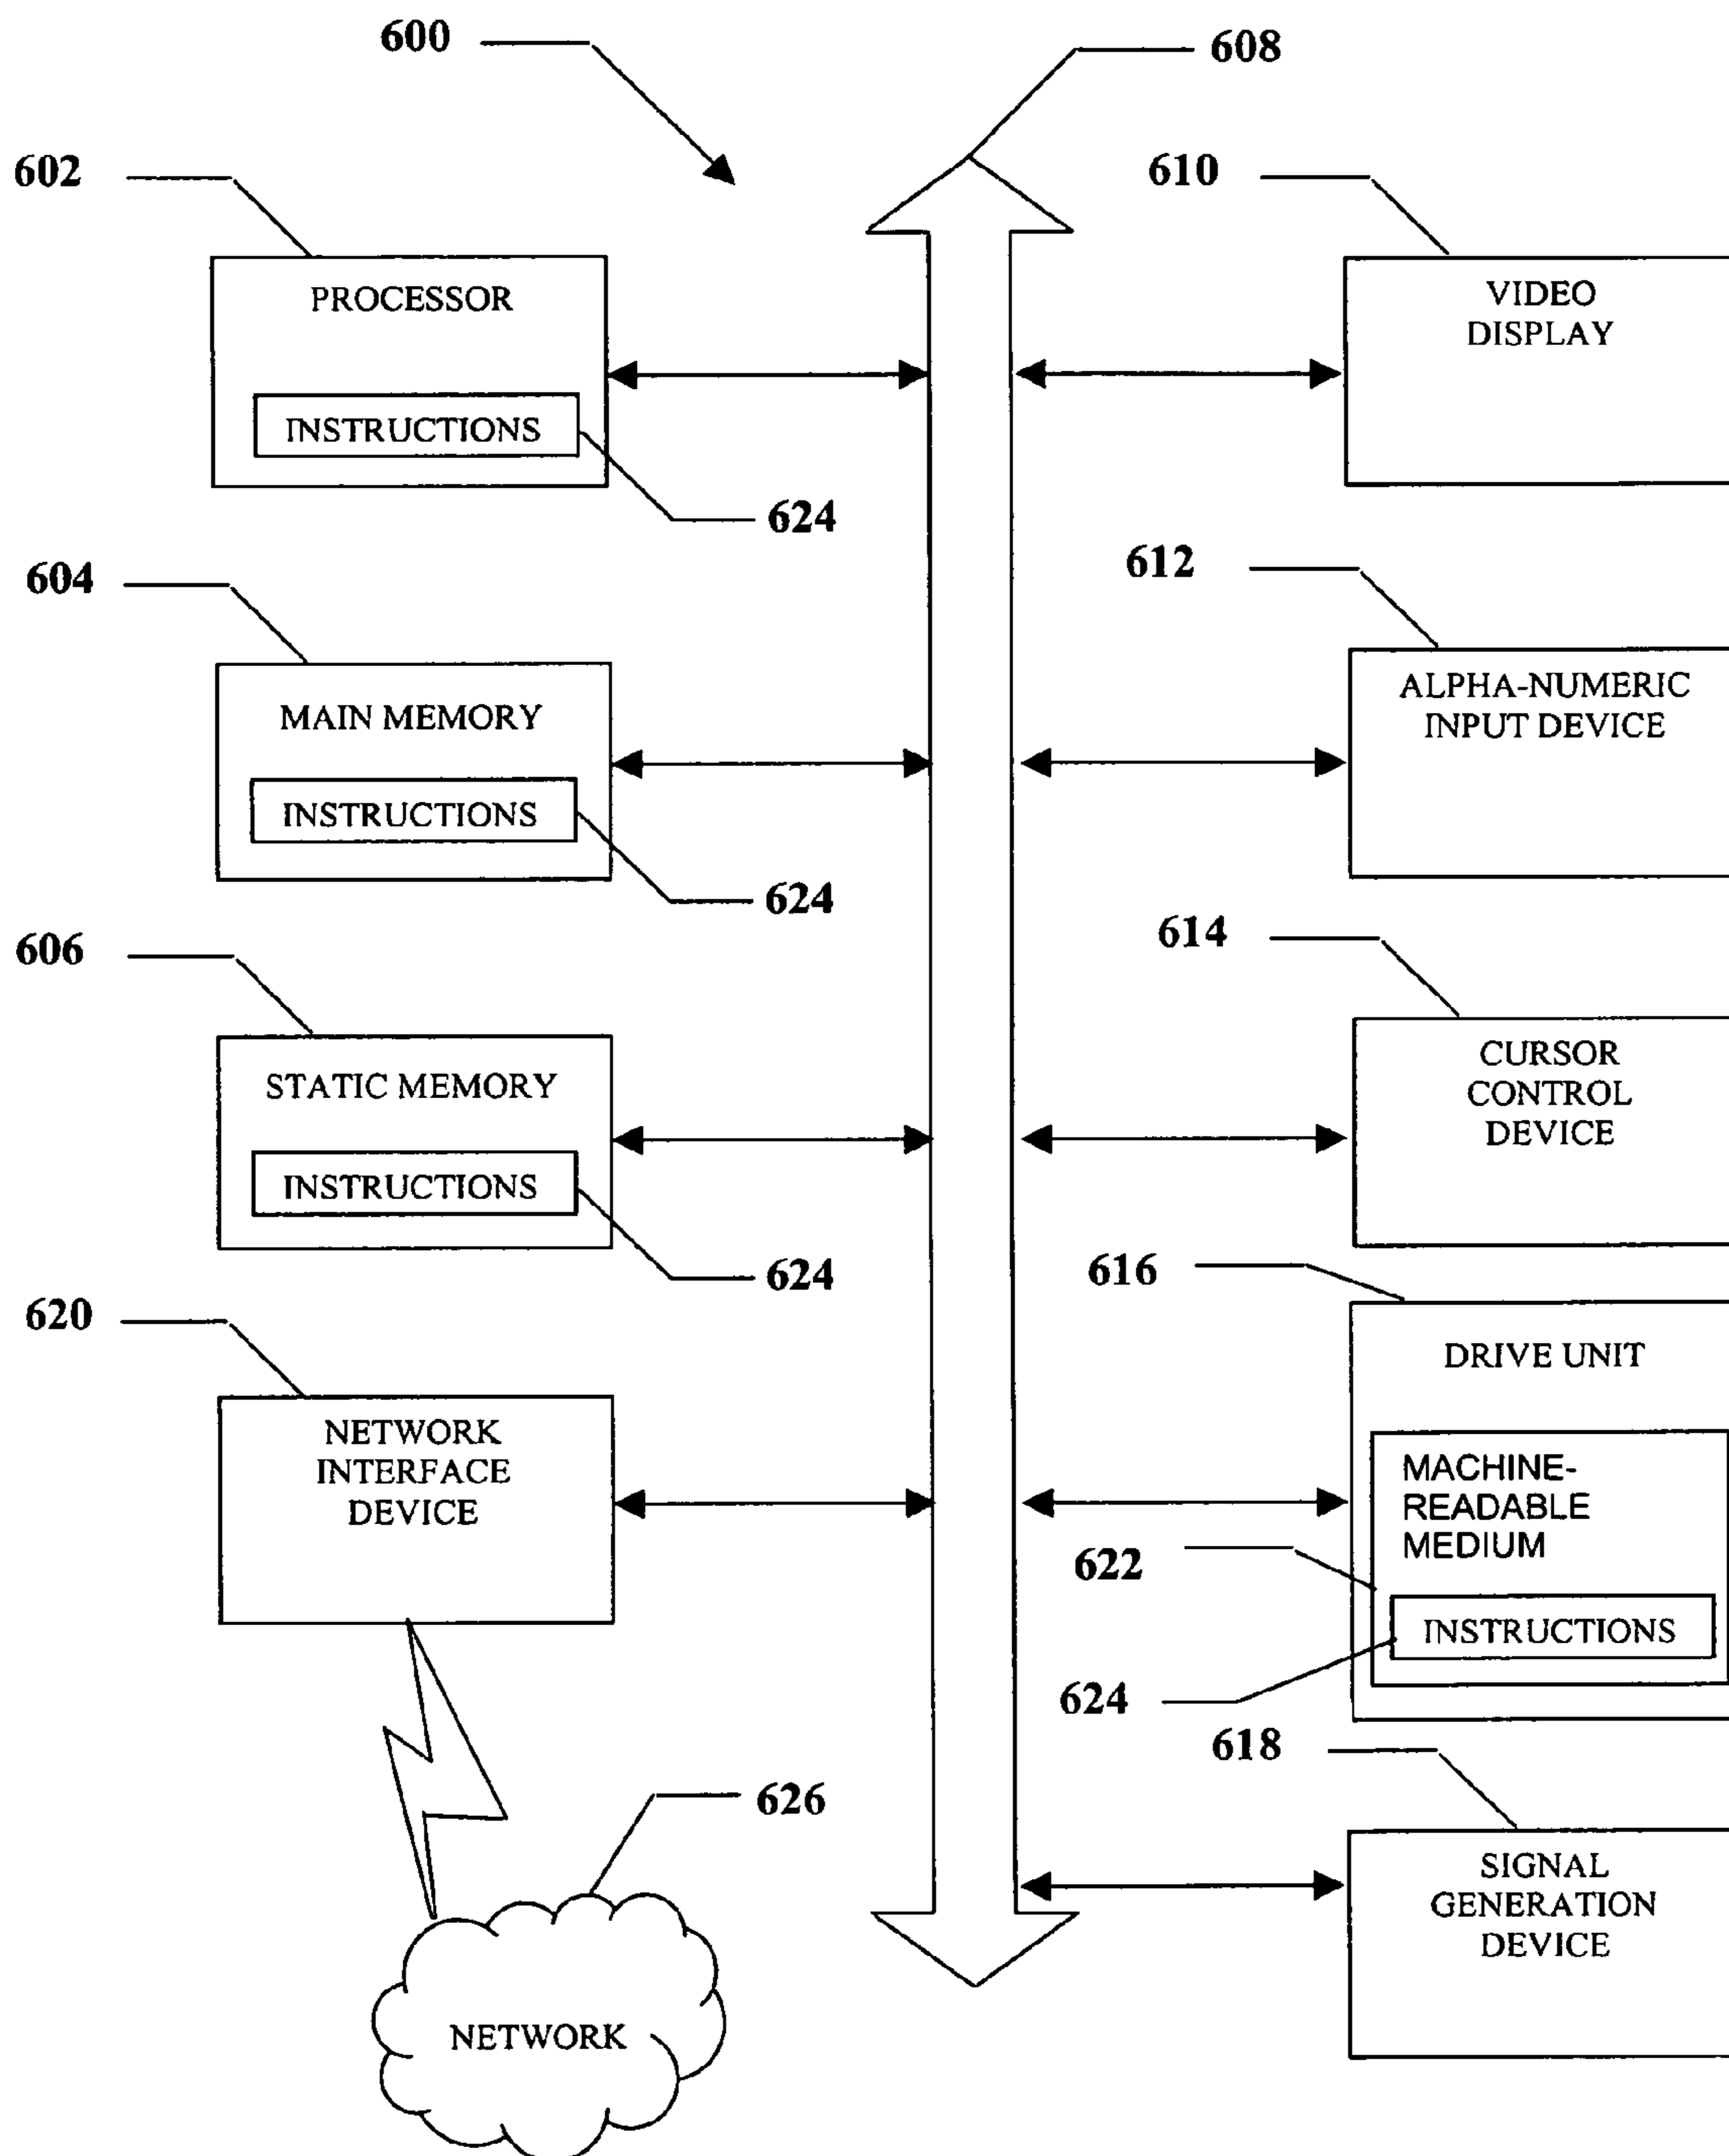 600
608
602
610
PROCESSOR
INSTRUCTIONS
624
VIDEO
DISPLAY
604
612
MAIN MEMORY
INSTRUCTIONS
624
ALPHA-NUMERIC
INPUT DEVICE
606
614
STATIC MEMORY
INSTRUCTIONS
624
CURSOR
CONTROL
DEVICE
620
616
NETWORK
INTERFACE
DEVICE
DRIVE UNIT
MACHINE-
READABLE
MEDIUM
622
INSTRUCTIONS
624
618
626
SIGNAL
GENERATION
DEVICE
NETWORK